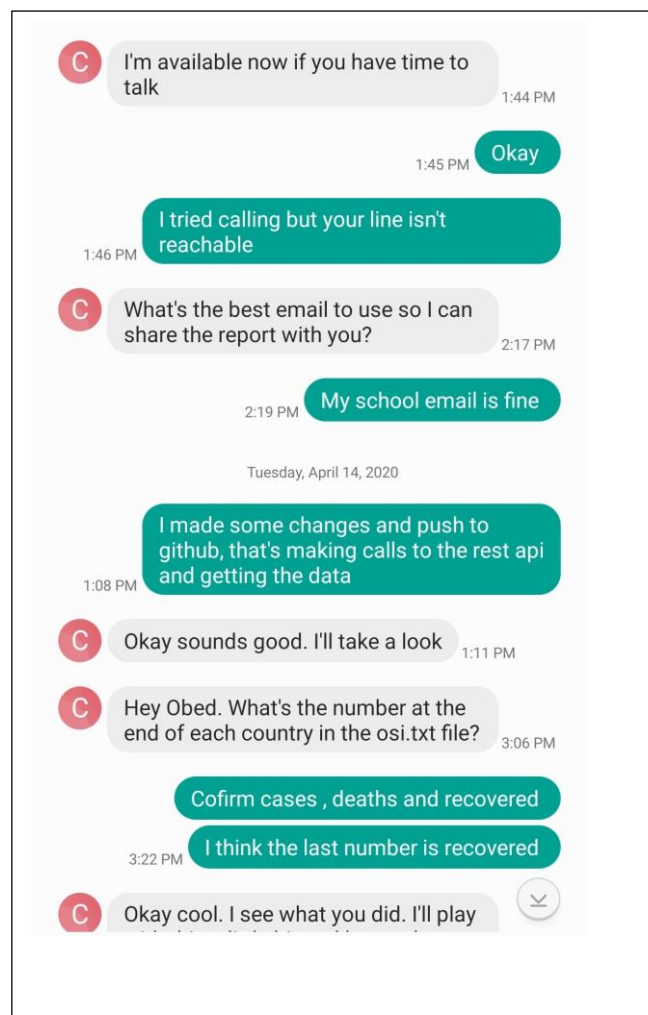 C
I'm available now if you have time to
talk
1:44 PM
Okay
1:45 PM
I tried calling but your line isn't
reachable
1:46 PM
C
What's the best email to use so I can
share the report with you?
2:17 PM
My school email is fine
2:19 PM
Tuesday, April 14, 2020
I made some changes and push to
github, that's making calls to the rest api
and getting the data
1:08 PM
C
Okay sounds good. I'll take a look
1:11 PM
C
Hey Obed. What's the number at the
end of each country in the osi.txt file?
3:06 PM
Cofirm cases , deaths and recovered
I think the last number is recovered
3:22 PM
C
Okay cool. I see what you did. I'll play